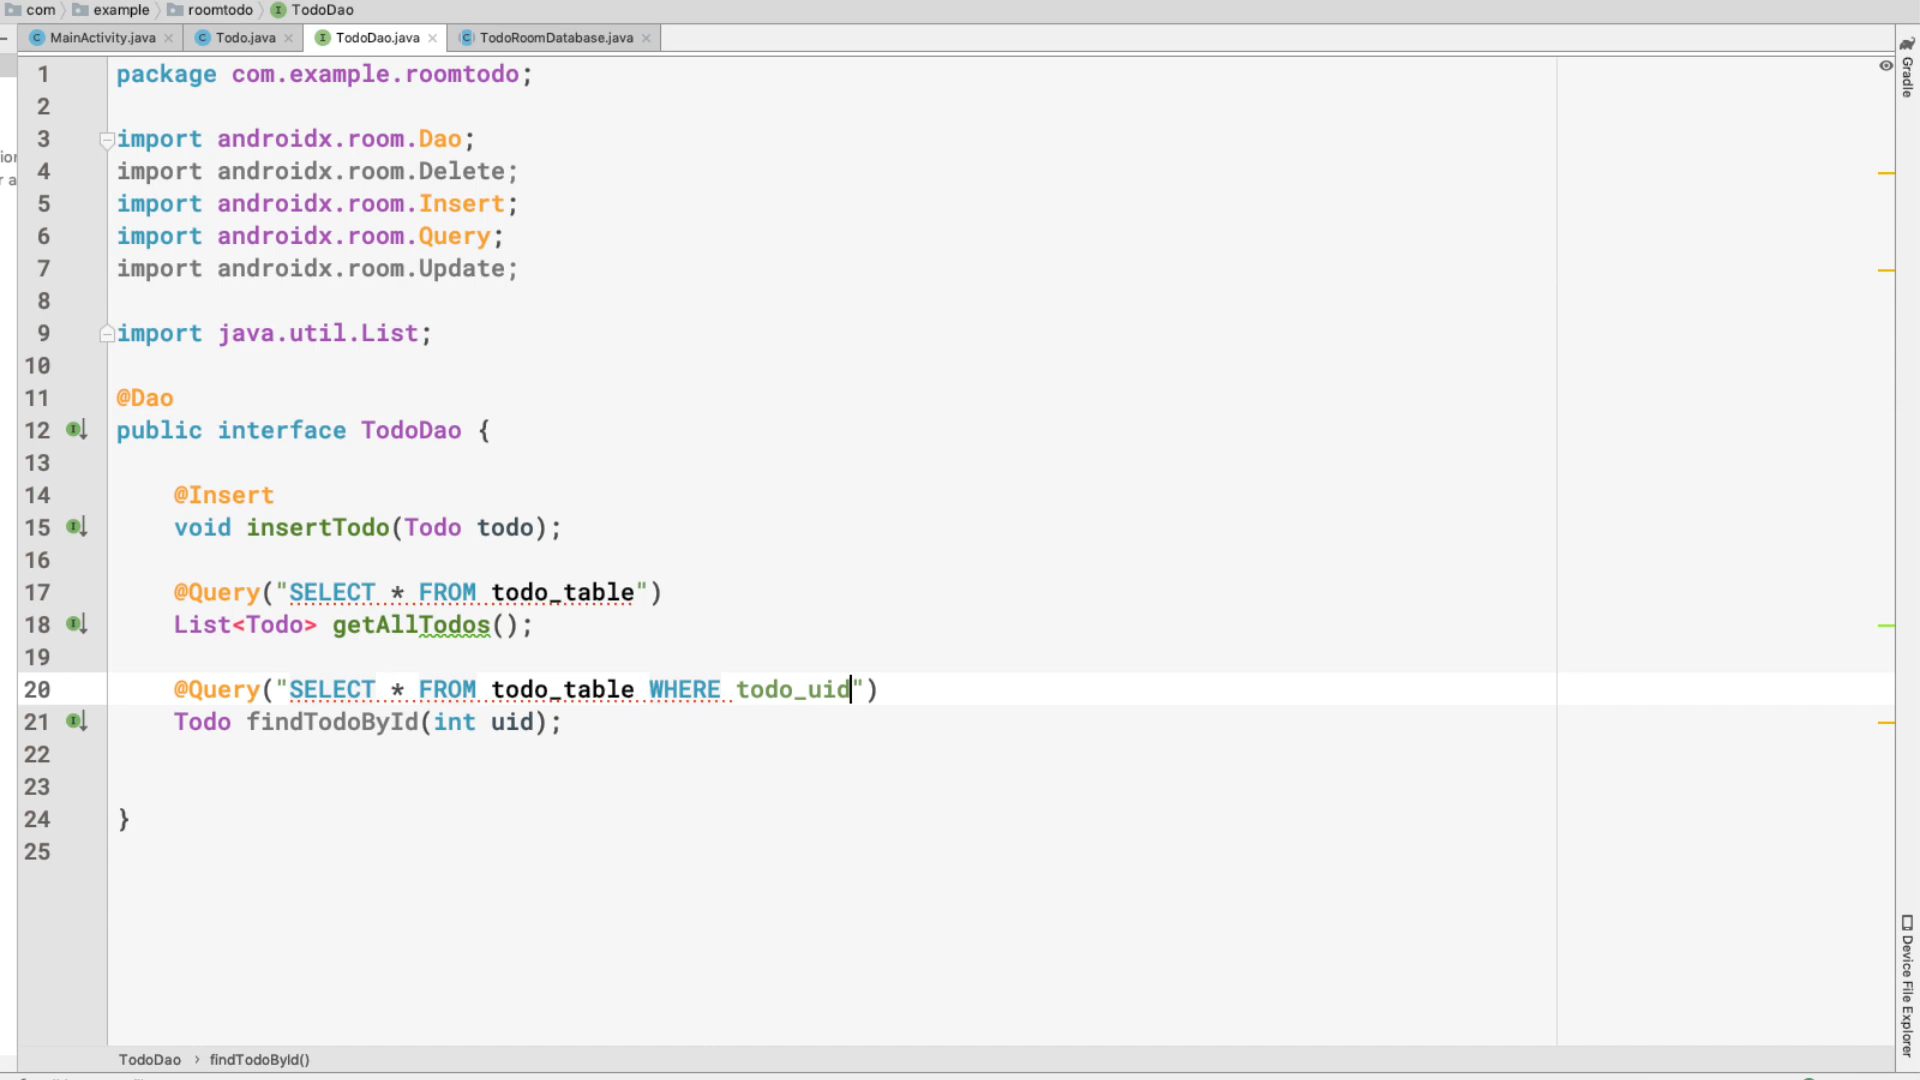 com example roomtodo TodoDao
MainActivity.java Todo.java TodoDao.java TodoRoomDatabase.java
1 package com.example.roomtodo;
2
3 import androidx.room.Dao;
4 import androidx.room.Delete;
5 import androidx.room.Insert;
6 import androidx.room.Query;
7 import androidx.room.Update;
8
9 import java.util.List;
10
11 @Dao
12 public interface TodoDao {
13
14 @Insert
15 void insertTodo(Todo todo);
16
17 @Query("SELECT * FROM todo_table")
18 List<Todo> getAllTodos();
19
20 @Query("SELECT * FROM todo_table WHERE todo_uid")
21 Todo findTodoById(int uid);
22
23
24 }
25
TodoDao › findTodoById()
Gradle
Device File Explorer